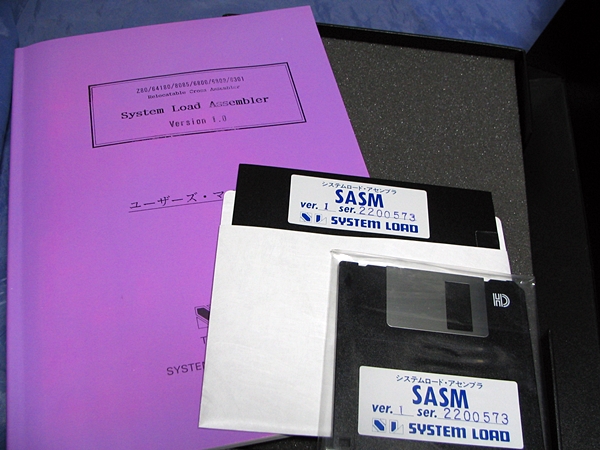 Z80/64180/8085/6800/6809/6301
Relocatable Cross Assembler
System Load Assembler
Version 1.0
ユーザーズ・マ
T
SYSTEM
システムロード・アセンブラ
SASM
ver. 1 ser. 2200573
SYSTEM LOAD
HD
システムロード・アセンブラ
SASM
ver. 1 ser. 2200573
SYSTEM LOAD